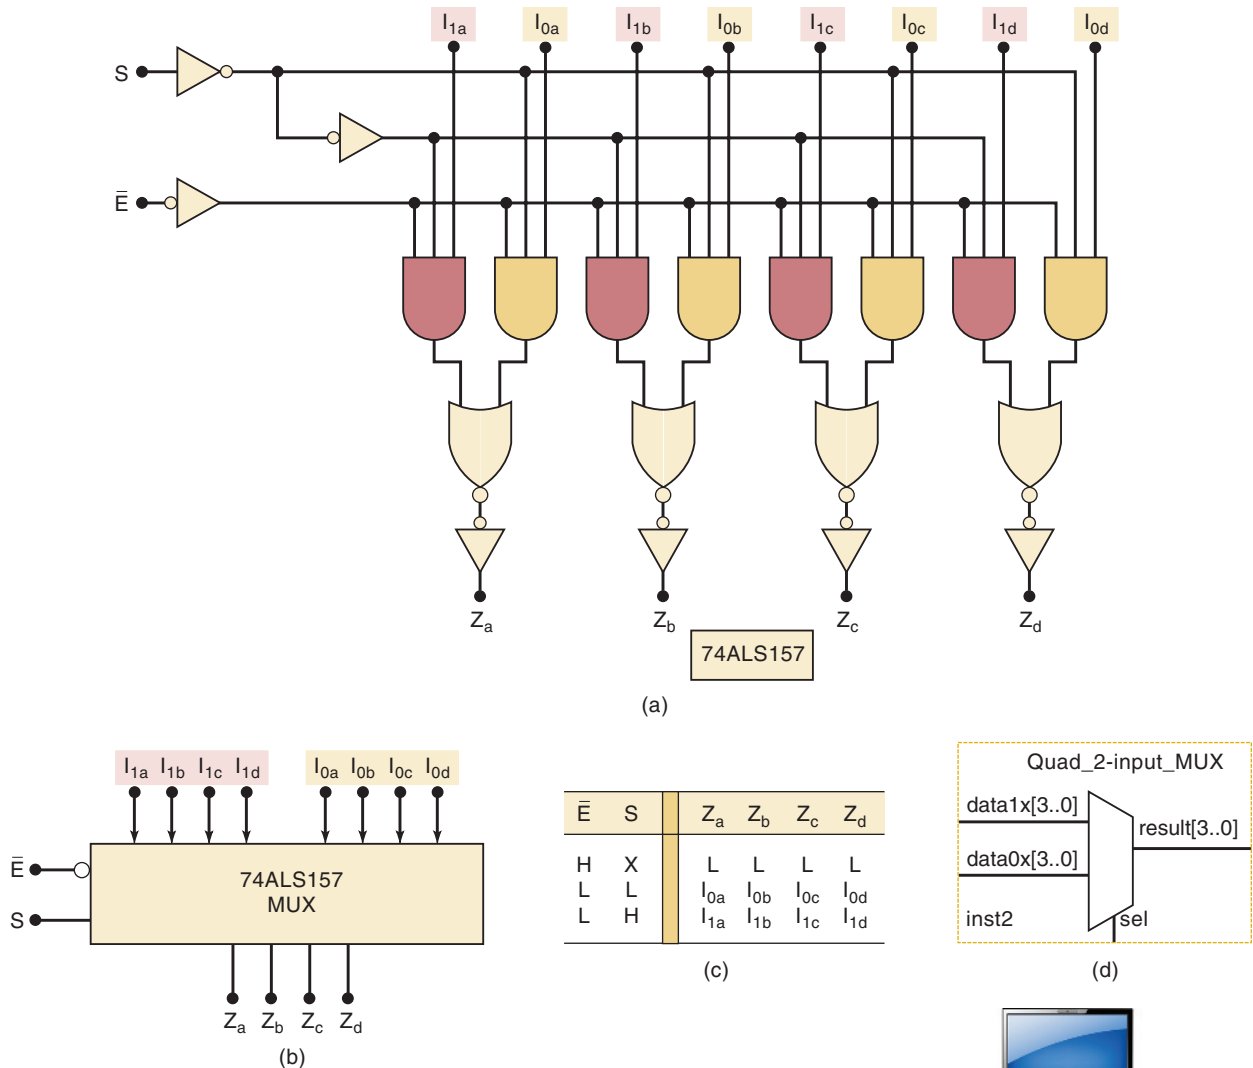 I1a I0a I1b I0b I1c I0c I1d I0d
S
Ē
Za Zb Zc Zd
74ALS157
(a)
I1a I1b I1c I1d I0a I0b I0c I0d
Ē
S
74ALS157
MUX
Za Zb Zc Zd
(b)
Ē S Za Zb Zc Zd
H X L L L L
L L I0a I0b I0c I0d
L H I1a I1b I1c I1d
(c)
Quad_2-input_MUX
data1x[3..0]
result[3..0]
data0x[3..0]
inst2 sel
(d)